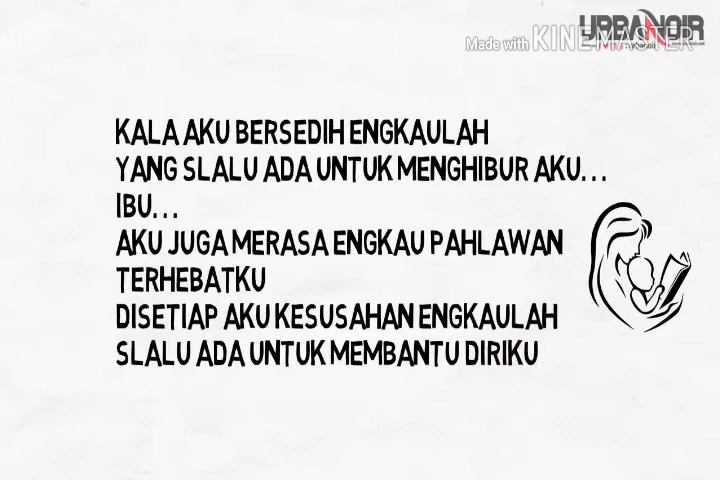 URBANOIR
Made with KINEMASTER
KALA AKU BERSEDIH ENGKAULAH
YANG SLALU ADA UNTUK MENGHIBUR AKU...
IBU...
AKU JUGA MERASA ENGKAU PAHLAWAN
TERHEBATKU
DISETIAP AKU KESUSAHAN ENGKAULAH
SLALU ADA UNTUK MEMBANTU DIRIKU